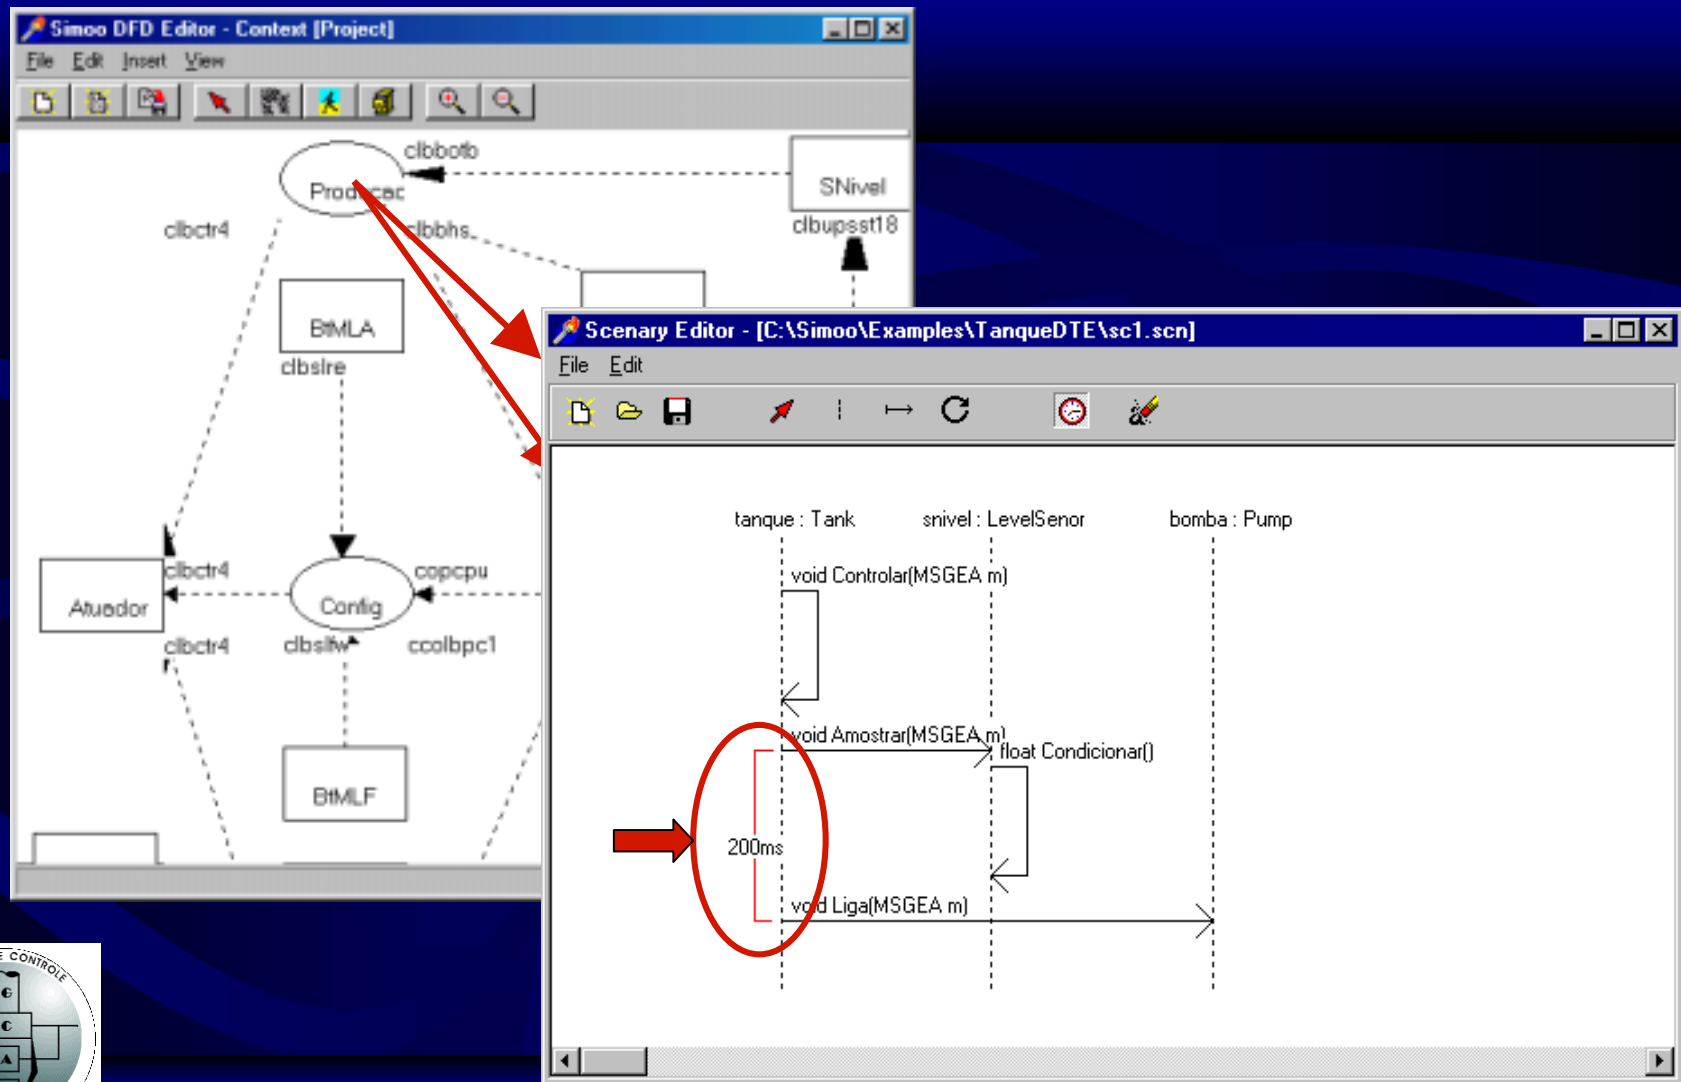 Simoo DFD Editor - Context [Project]
File Edit Insert View
clbbotb
Producac
SNivel
clbctr4
clbbhs
clbupsst18
BtMLA
clbslre
clbctr4
copcpu
Atuador
Config
clbctr4
clbslfw
ccolbpc1
BtMLF
Scenary Editor - [C:\Simoo\Examples\TanqueDTE\sc1.scn]
File Edit
tanque : Tank
snivel : LevelSenor
bomba : Pump
void Controlar(MSGEA m)
void Amostrar(MSGEA m)
float Condicionar()
200ms
void Liga(MSGEA m)
E CONTROLE
G
C
A